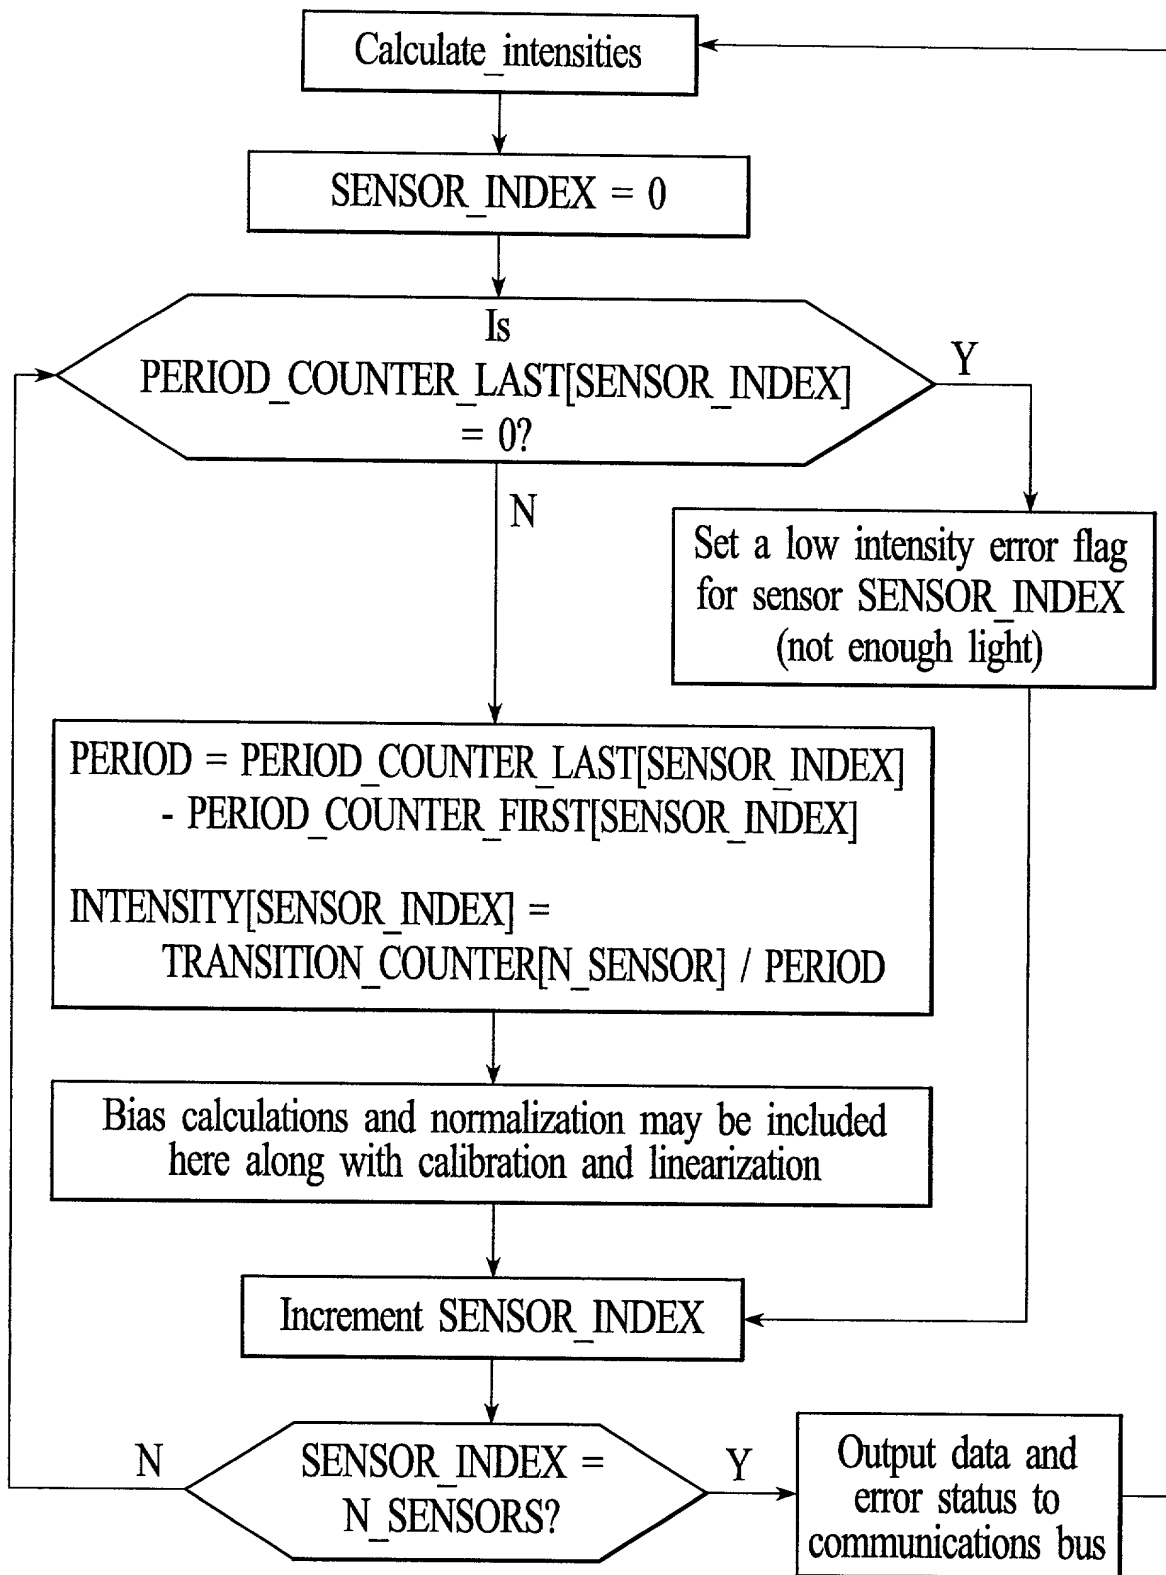 Calculate_intensities
SENSOR_INDEX = 0
Is
PERIOD_COUNTER_LAST[SENSOR_INDEX]
= 0?
Y
N
Set a low intensity error flag
for sensor SENSOR_INDEX
(not enough light)
PERIOD = PERIOD_COUNTER_LAST[SENSOR_INDEX]
- PERIOD_COUNTER_FIRST[SENSOR_INDEX]
INTENSITY[SENSOR_INDEX] =
TRANSITION_COUNTER[N_SENSOR] / PERIOD
Bias calculations and normalization may be included
here along with calibration and linearization
Increment SENSOR_INDEX
N
SENSOR_INDEX =
N_SENSORS?
Y
Output data and
error status to
communications bus